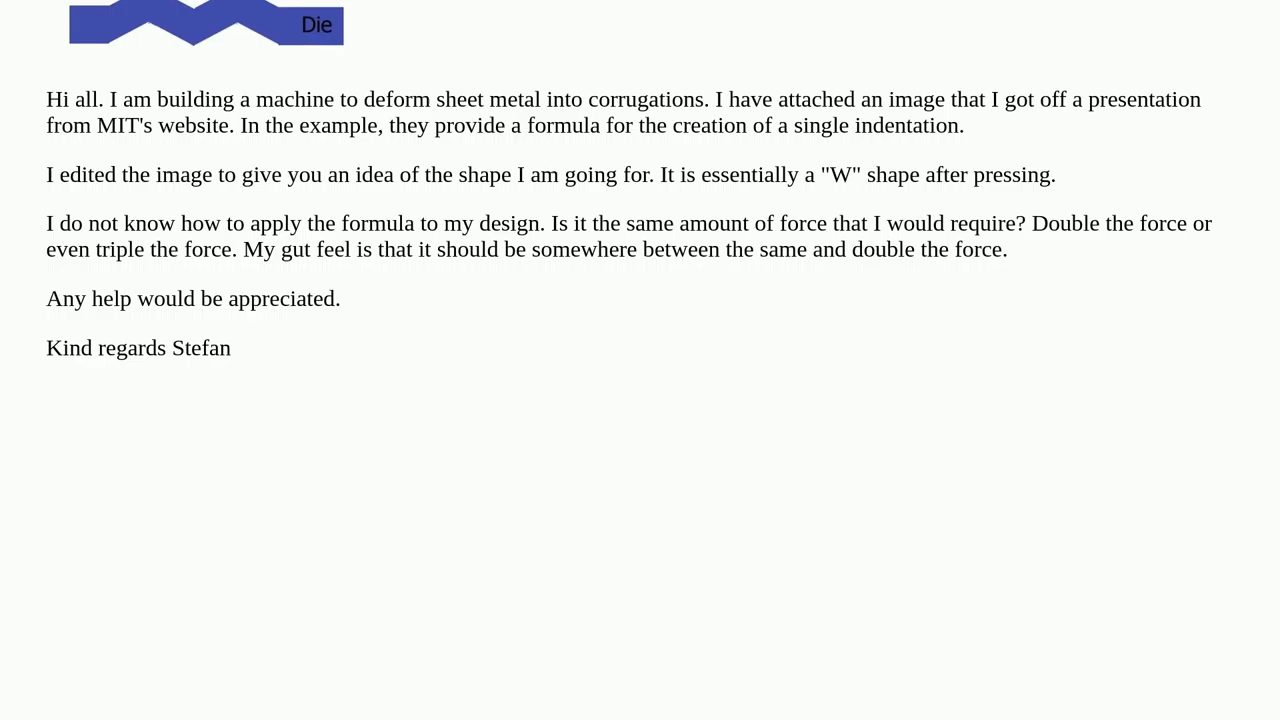 Die
Hi all. I am building a machine to deform sheet metal into corrugations. I have attached an image that I got off a presentation
from MIT's website. In the example, they provide a formula for the creation of a single indentation.
I edited the image to give you an idea of the shape I am going for. It is essentially a "W" shape after pressing.
I do not know how to apply the formula to my design. Is it the same amount of force that I would require? Double the force or
even triple the force. My gut feel is that it should be somewhere between the same and double the force.
Any help would be appreciated.
Kind regards Stefan